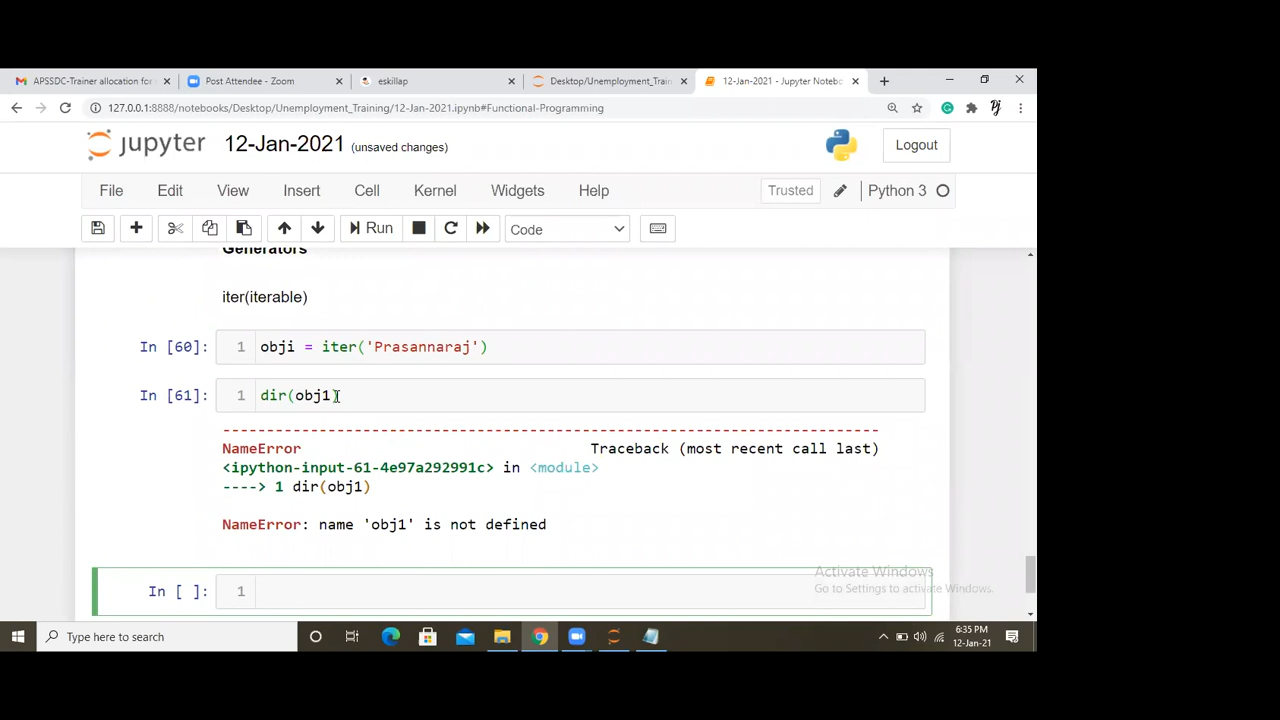 APSSDC-Trainer allocation for
Post Attendee - Zoom
eskillap
Desktop/Unemployment_Train
12-Jan-2021 - Jupyter Notebo
127.0.0.1:8888/notebooks/Desktop/Unemployment_Training/12-Jan-2021.ipynb#Functional-Programming
jupyter 12-Jan-2021 (unsaved changes)
Logout
File Edit View Insert Cell Kernel Widgets Help
Trusted Python 3
Run Code
Generators
iter(iterable)
In [60]: 1 obji = iter('Prasannaraj')
In [61]: 1 dir(obj1)
---------------------------------------------------------------------------
NameError Traceback (most recent call last)
<ipython-input-61-4e97a292991c> in <module>
----> 1 dir(obj1)
NameError: name 'obj1' is not defined
In [ ]: 1
Activate Windows
Go to Settings to activate Windows.
Type here to search
6:35 PM
12-Jan-21